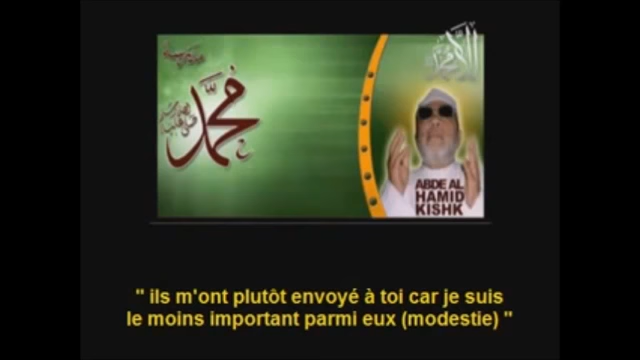 محمد
ABDE AL
HAMID
KISHK
" ils m'ont plutôt envoyé à toi car je suis
le moins important parmi eux (modestie) "